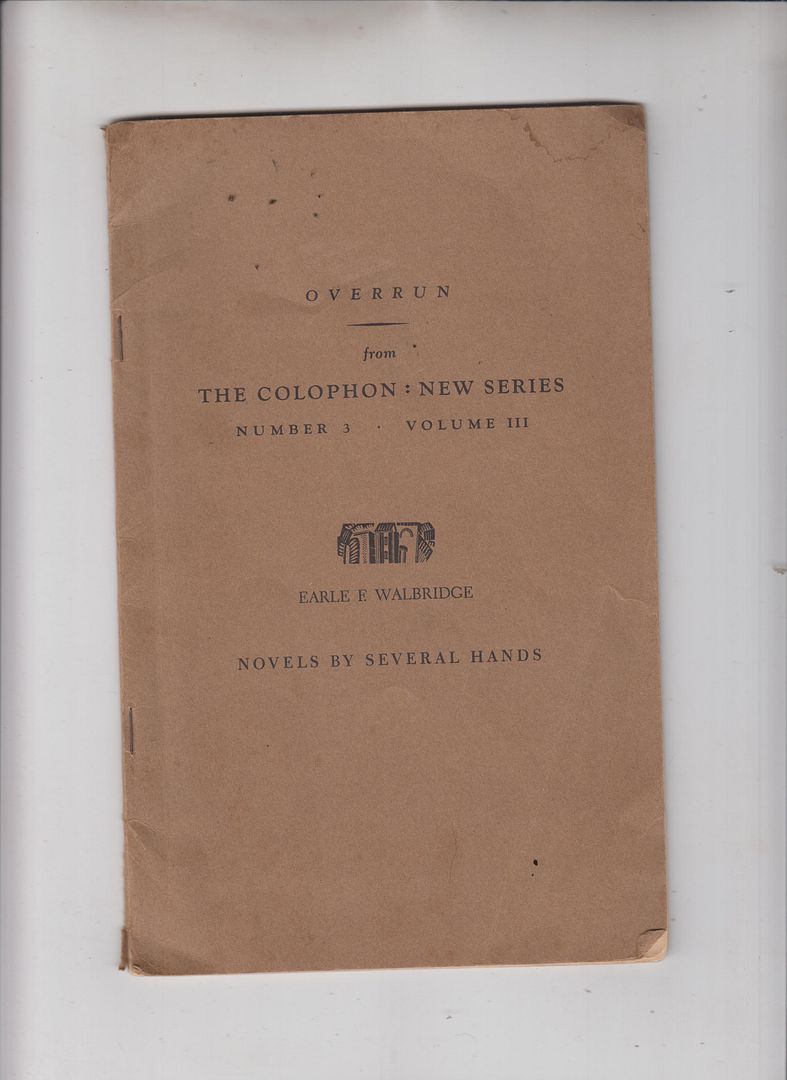 OVERRUN
from
THE COLOPHON : NEW SERIES
NUMBER 3 · VOLUME III
EARLE F. WALBRIDGE
NOVELS BY SEVERAL HANDS